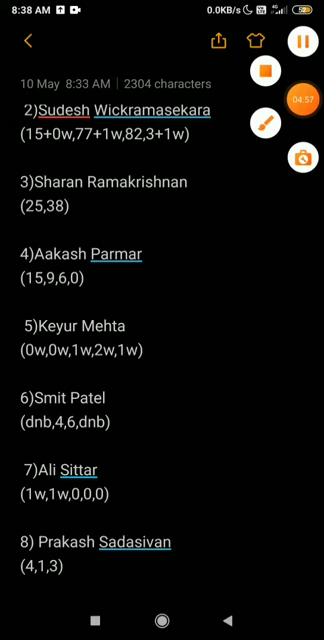 8:38 AM
0.0KB/s 4G 52
04:57
10 May 8:33 AM | 2304 characters
2)Sudesh Wickramasekara
(15+0w,77+1w,82,3+1w)
3)Sharan Ramakrishnan
(25,38)
4)Aakash Parmar
(15,9,6,0)
5)Keyur Mehta
(0w,0w,1w,2w,1w)
6)Smit Patel
(dnb,4,6,dnb)
7)Ali Sittar
(1w,1w,0,0,0)
8) Prakash Sadasivan
(4,1,3)